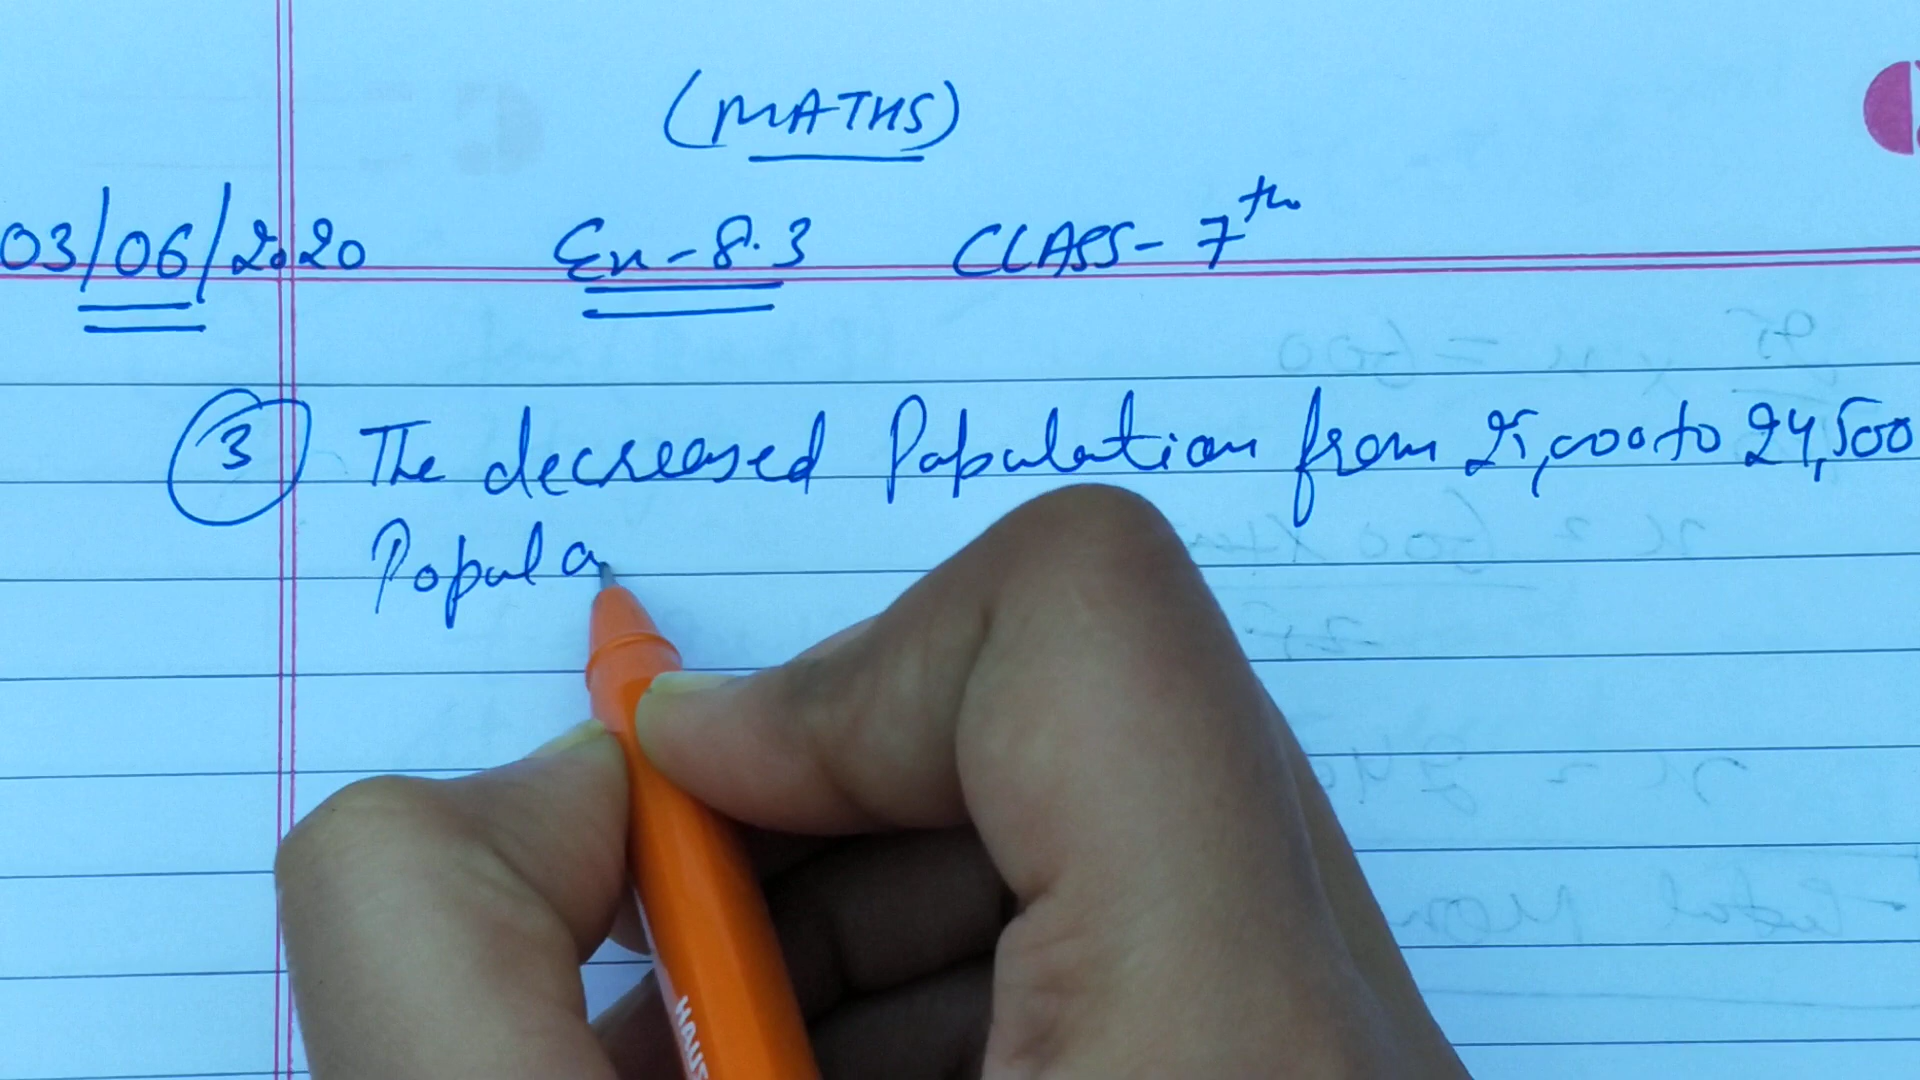 (MATHS)
03/06/2020 Ex-8.3 CLASS-7th
3 The decreased Population from 25,000 to 24,500
Popula
HAUS